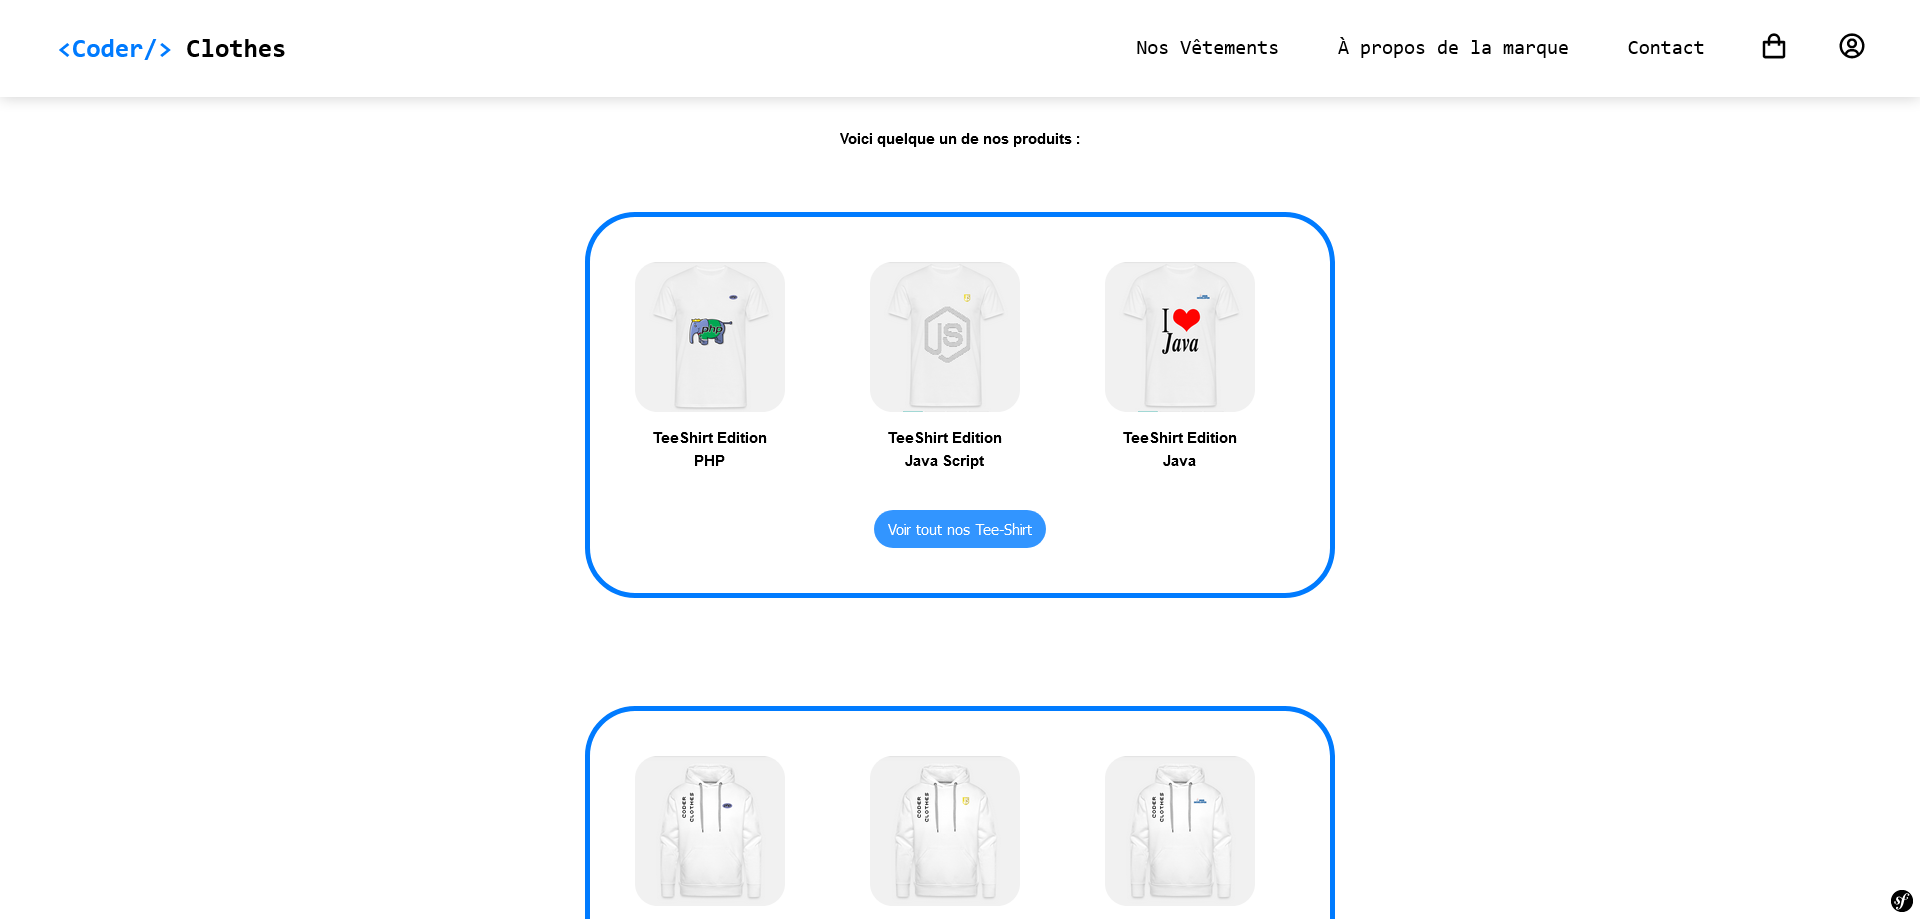 <Coder/> Clothes
Nos Vêtements
À propos de la marque
Contact
Voici quelque un de nos produits :
php
JS
I
Java
TeeShirt Edition
PHP
TeeShirt Edition
Java Script
TeeShirt Edition
Java
Voir tout nos Tee-Shirt
CODER
CLOTHES
CODER
CLOTHES
CODER
CLOTHES
sf